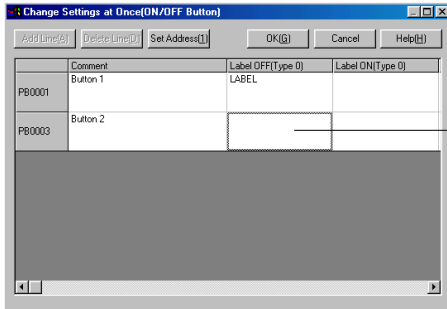 Change Settings at Once(ON/OFF Button)
Add Line(A) Delete Line(D) Set Address(1) OK(G) Cancel Help(H)
Comment Label OFF(Type 0) Label ON(Type 0)
PB0001 Button 1 LABEL
PB0003 Button 2